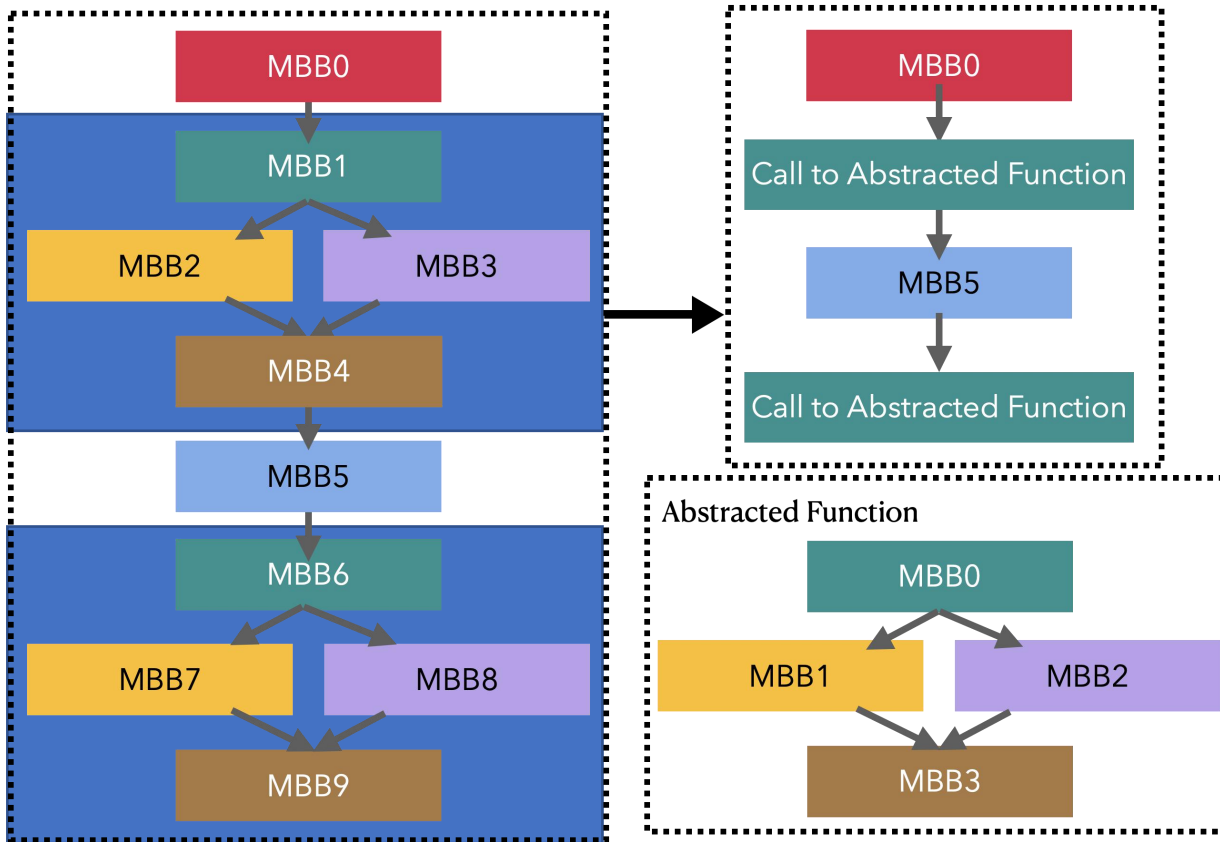 MBB0
MBB1
MBB2
MBB3
MBB4
MBB5
MBB6
MBB7
MBB8
MBB9
MBB0
Call to Abstracted Function
MBB5
Call to Abstracted Function
Abstracted Function
MBB0
MBB1
MBB2
MBB3